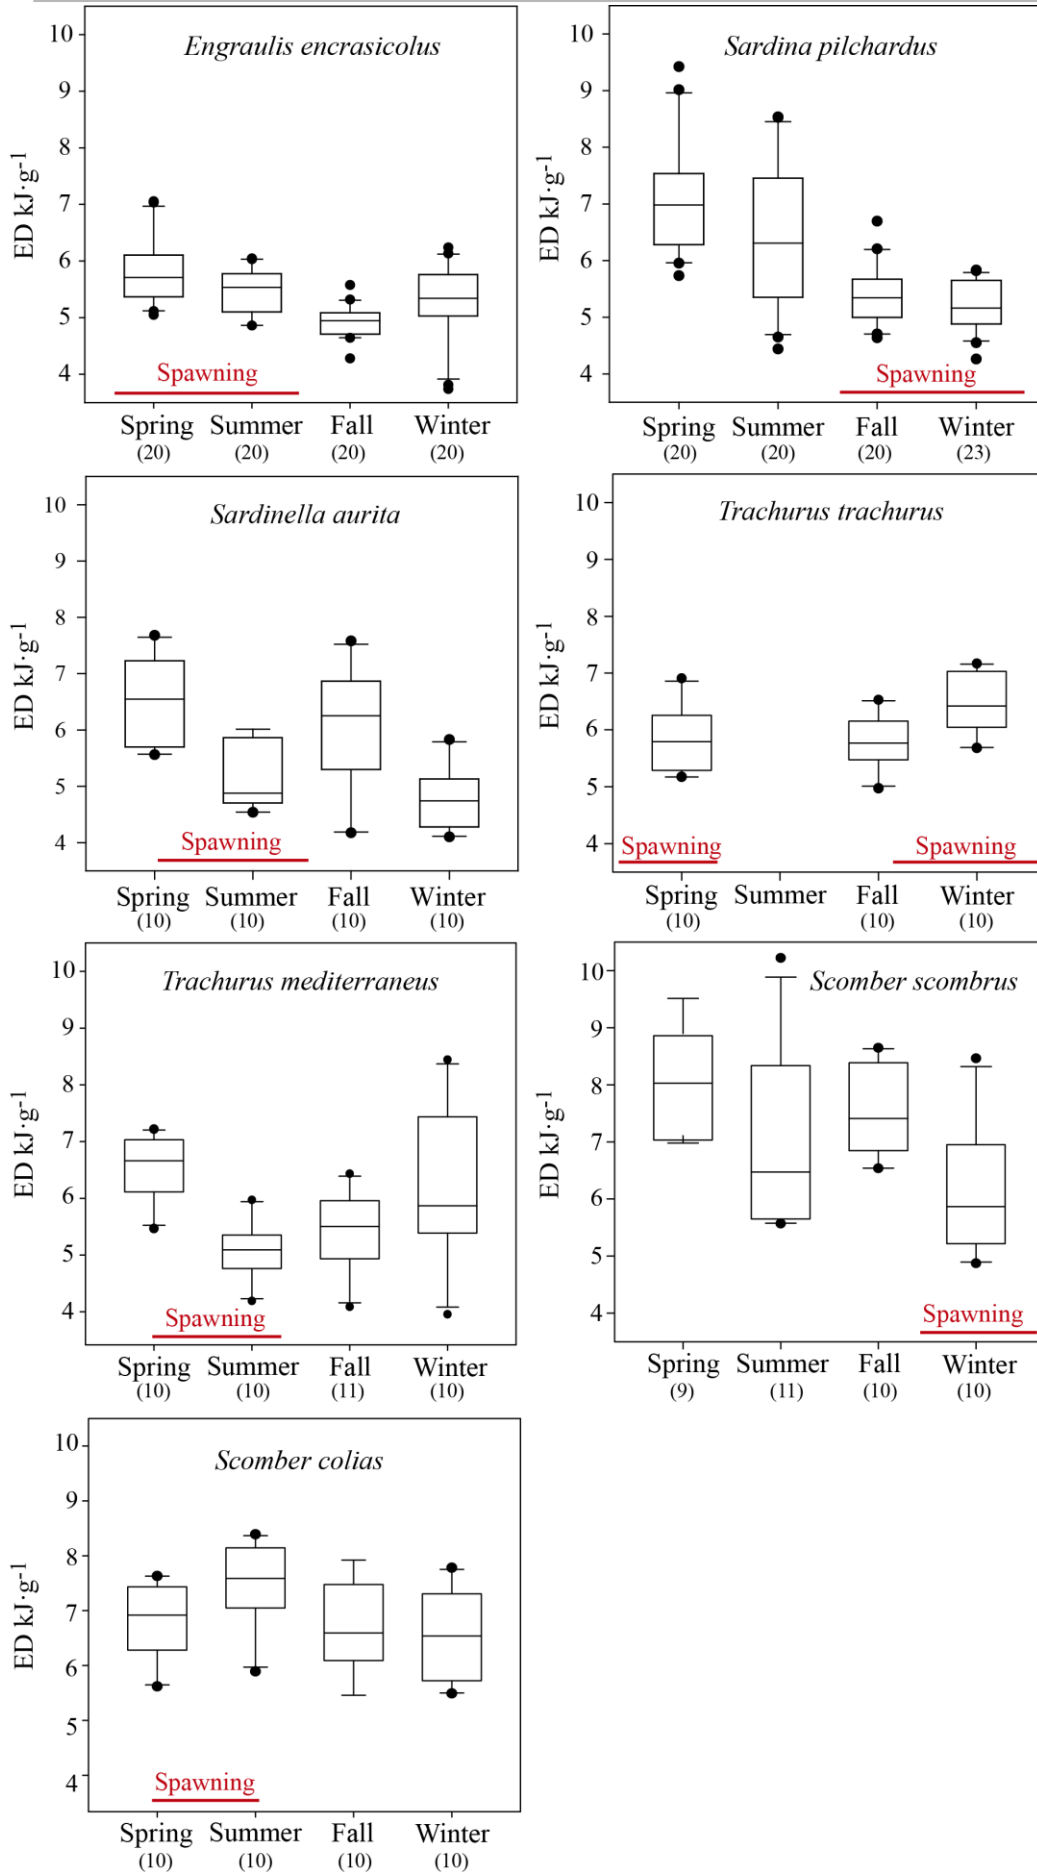 Engraulis encrasicolus
10
9
8
7
6
5
4
ED kJ·g-1
Spawning
Spring Summer Fall Winter
(20) (20) (20) (20)
Sardina pilchardus
10
9
8
7
6
5
4
ED kJ·g-1
Spawning
Spring Summer Fall Winter
(20) (20) (20) (23)
Sardinella aurita
10
9
8
7
6
5
4
ED kJ·g-1
Spawning
Spring Summer Fall Winter
(10) (10) (10) (10)
Trachurus trachurus
10
9
8
7
6
5
4
ED kJ·g-1
Spawning Spawning
Spring Summer Fall Winter
(10) (10) (10)
Trachurus mediterraneus
10
9
8
7
6
5
4
ED kJ·g-1
Spawning
Spring Summer Fall Winter
(10) (10) (11) (10)
Scomber scombrus
10
9
8
7
6
5
4
ED kJ·g-1
Spawning
Spring Summer Fall Winter
(9) (11) (10) (10)
Scomber colias
10
9
8
7
6
5
4
ED kJ·g-1
Spawning
Spring Summer Fall Winter
(10) (10) (10) (10)